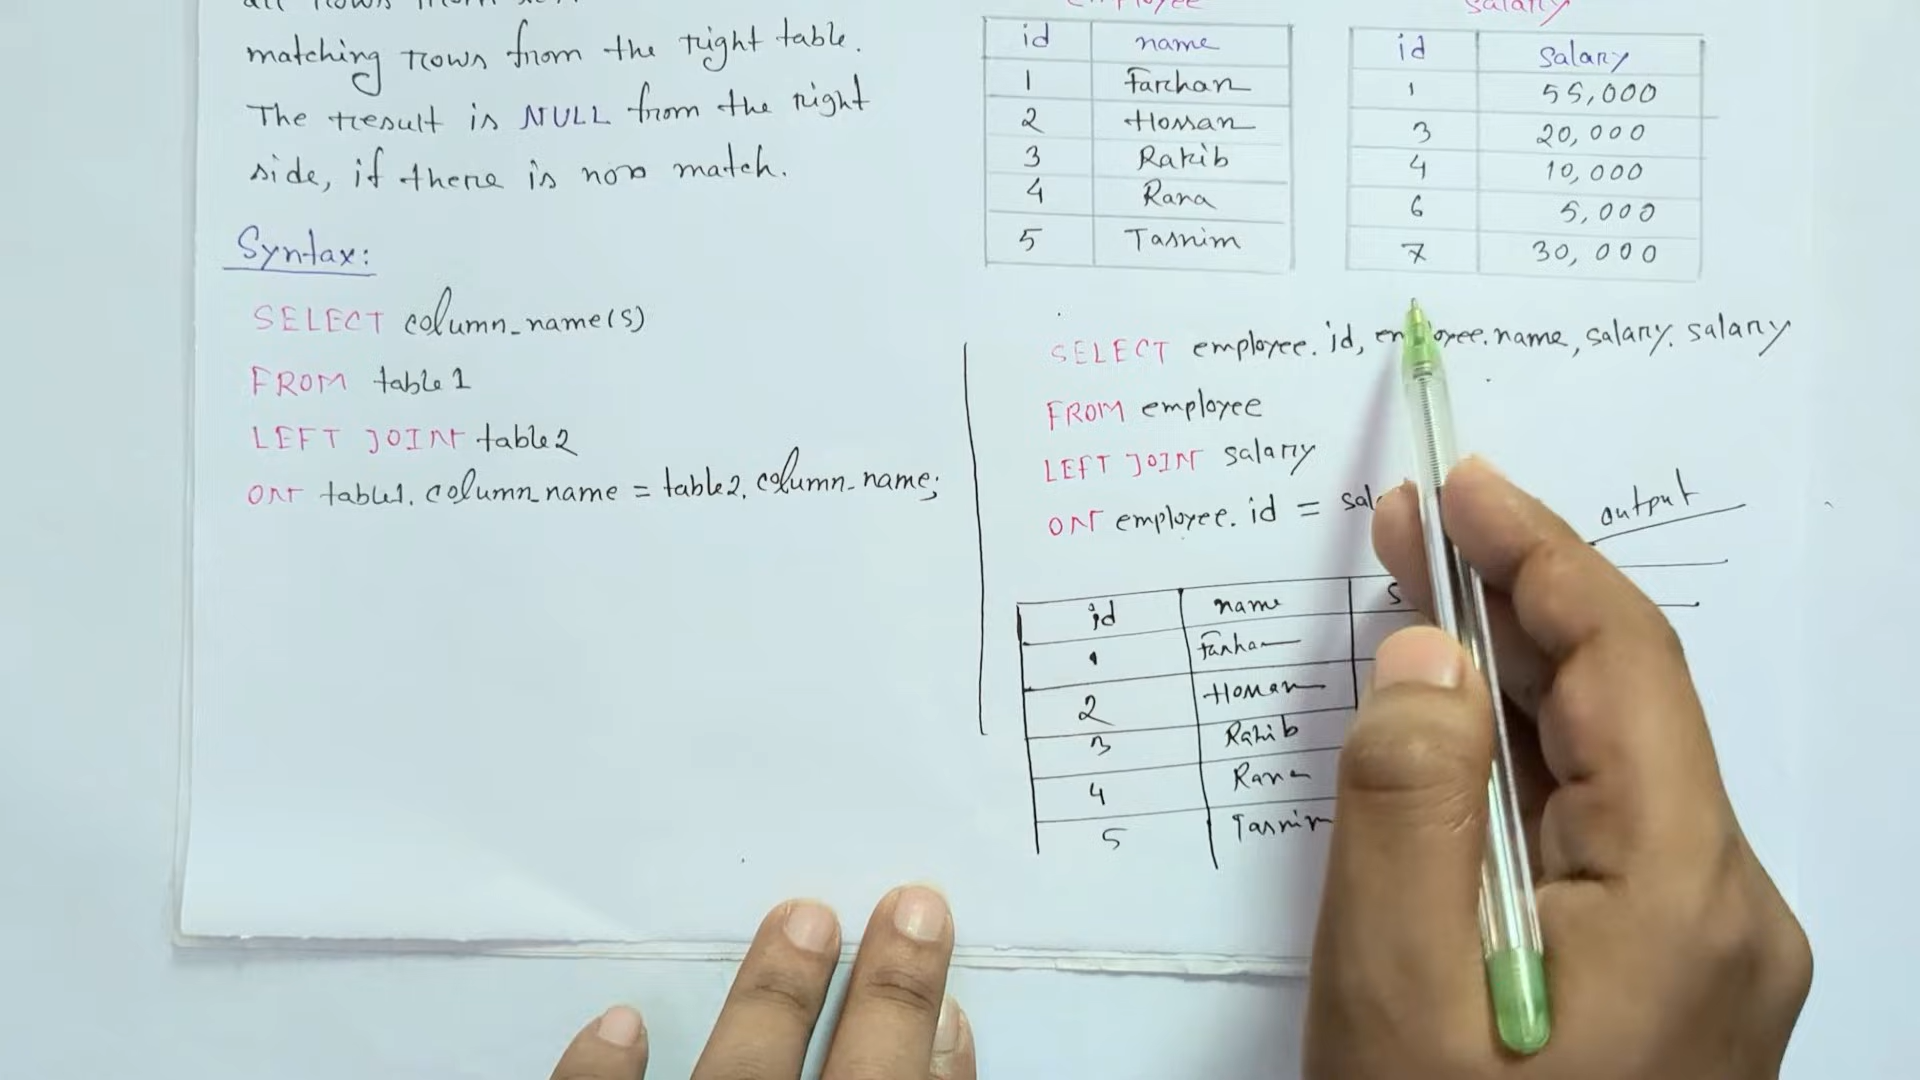 matching rows from the right table.
The result is NULL from the right
side, if there is no match.
Syntax:
SELECT column_name(s)
FROM table1
LEFT JOIN table2
ON table1.column_name = table2.column_name;
employee
id name
1 Farhan
2 Hossan
3 Rakib
4 Rana
5 Tasnim
salary
id salary
1 55,000
3 20,000
4 10,000
6 5,000
7 30,000
SELECT employee.id, employee.name, salary.salary
FROM employee
LEFT JOIN salary
ON employee.id =
output
id name
1 Farhan
2 Hossan
3 Rakib
4 Rana
5 Tasnim